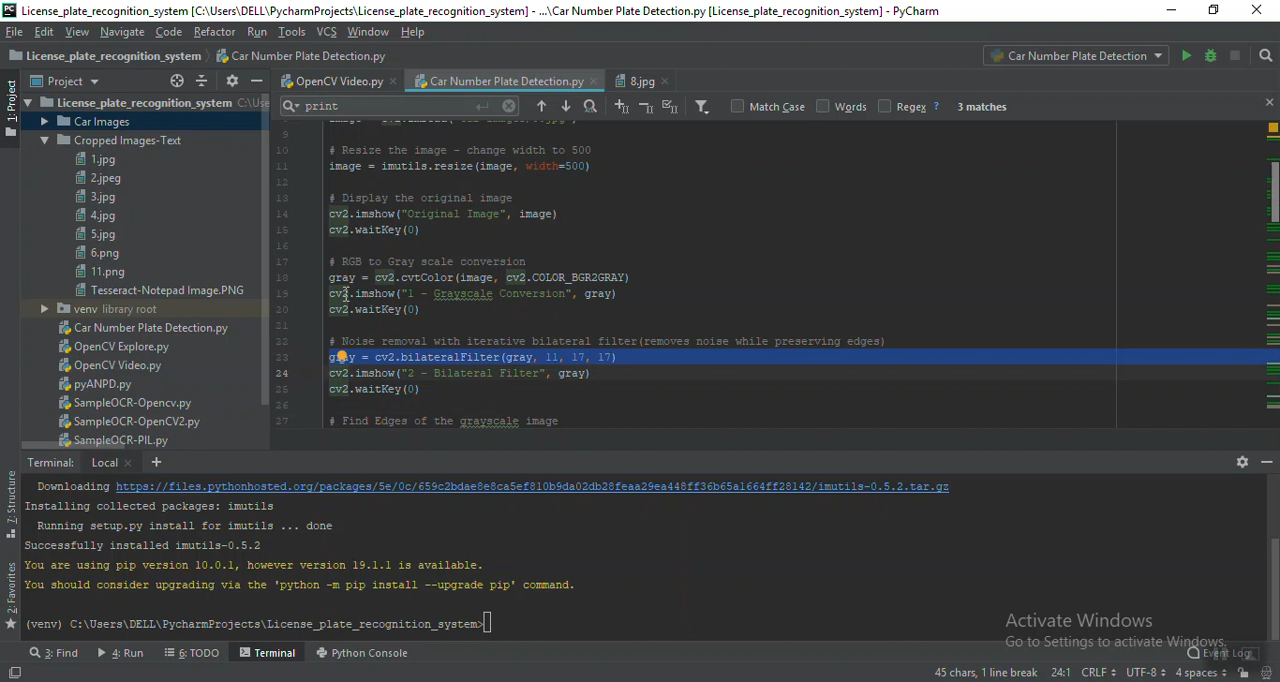 License_plate_recognition_system [C:\Users\DELL\PycharmProjects\License_plate_recognition_system] - ...\Car Number Plate Detection.py [License_plate_recognition_system] - PyCharm
File Edit View Navigate Code Refactor Run Tools VCS Window Help
License_plate_recognition_system Car Number Plate Detection.py Car Number Plate Detection
Project OpenCV Video.py Car Number Plate Detection.py 8.jpg
1: Project
License_plate_recognition_system C:\Use
Car Images
Cropped Images-Text
1.jpg
2.jpeg
3.jpg
4.jpg
5.jpg
6.png
11.png
Tesseract-Notepad Image.PNG
venv library root
Car Number Plate Detection.py
OpenCV Explore.py
OpenCV Video.py
pyANPD.py
SampleOCR-Opencv.py
SampleOCR-OpenCV2.py
SampleOCR-PIL.py
print Match Case Words Regex ? 3 matches
9
10 # Resize the image - change width to 500
11 image = imutils.resize(image, width=500)
12
13 # Display the original image
14 cv2.imshow("Original Image", image)
15 cv2.waitKey(0)
16
17 # RGB to Gray scale conversion
18 gray = cv2.cvtColor(image, cv2.COLOR_BGR2GRAY)
19 cv2.imshow("1 - Grayscale Conversion", gray)
20 cv2.waitKey(0)
21
22 # Noise removal with iterative bilateral filter(removes noise while preserving edges)
23 gray = cv2.bilateralFilter(gray, 11, 17, 17)
24 cv2.imshow("2 - Bilateral Filter", gray)
25 cv2.waitKey(0)
26
27 # Find Edges of the grayscale image
Terminal: Local
Downloading https://files.pythonhosted.org/packages/5e/0c/659c2bdae8e8ca5ef810b9da02db28feaa29ea448ff36b65a1664ff28142/imutils-0.5.2.tar.gz
Installing collected packages: imutils
Running setup.py install for imutils ... done
Successfully installed imutils-0.5.2
You are using pip version 10.0.1, however version 19.1.1 is available.
You should consider upgrading via the 'python -m pip install --upgrade pip' command.
(venv) C:\Users\DELL\PycharmProjects\License_plate_recognition_system>
Z: Structure
2: Favorites
Activate Windows
Go to Settings to activate Windows.
3: Find 4: Run 6: TODO Terminal Python Console Event Log
45 chars, 1 line break 24:1 CRLF UTF-8 4 spaces